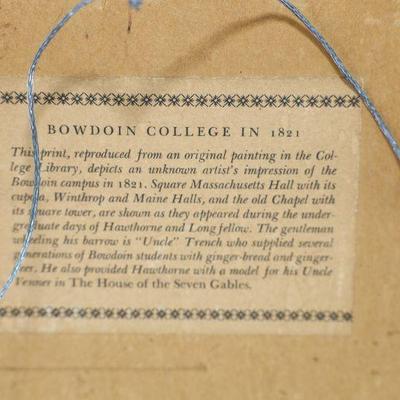 BOWDOIN COLLEGE IN 1821
This print, reproduced from an original painting in the Col-
lege Library, depicts an unknown artist's impression of the
Bowdoin campus in 1821. Square Massachusetts Hall with its
cupola, Winthrop and Maine Halls, and the old Chapel with
its square tower, are shown as they appeared during the under-
graduate days of Hawthorne and Longfellow. The gentleman
wheeling his barrow is "Uncle" Trench who supplied several
generations of Bowdoin students with ginger-bread and ginger-
beer. He also provided Hawthorne with a model for his Uncle
Venner in The House of the Seven Gables.